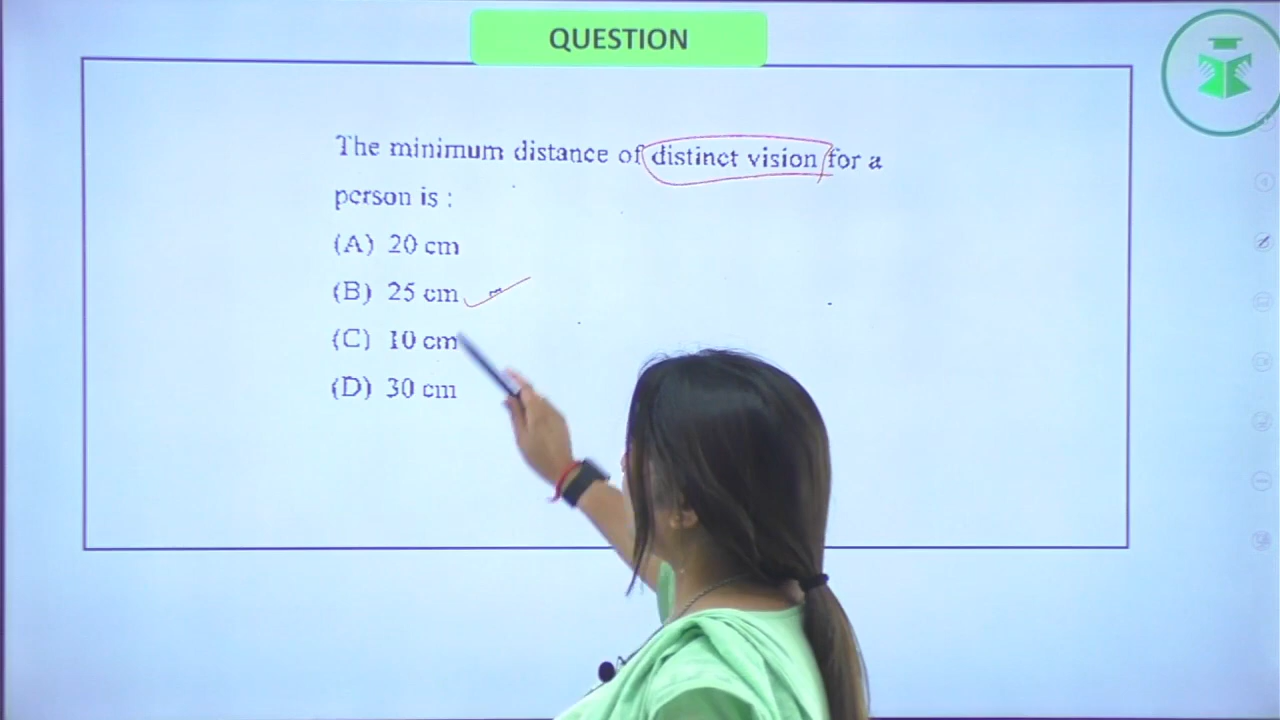 QUESTION
The minimum distance of distinct vision for a
person is :
(A) 20 cm
(B) 25 cm
(C) 10 cm
(D) 30 cm